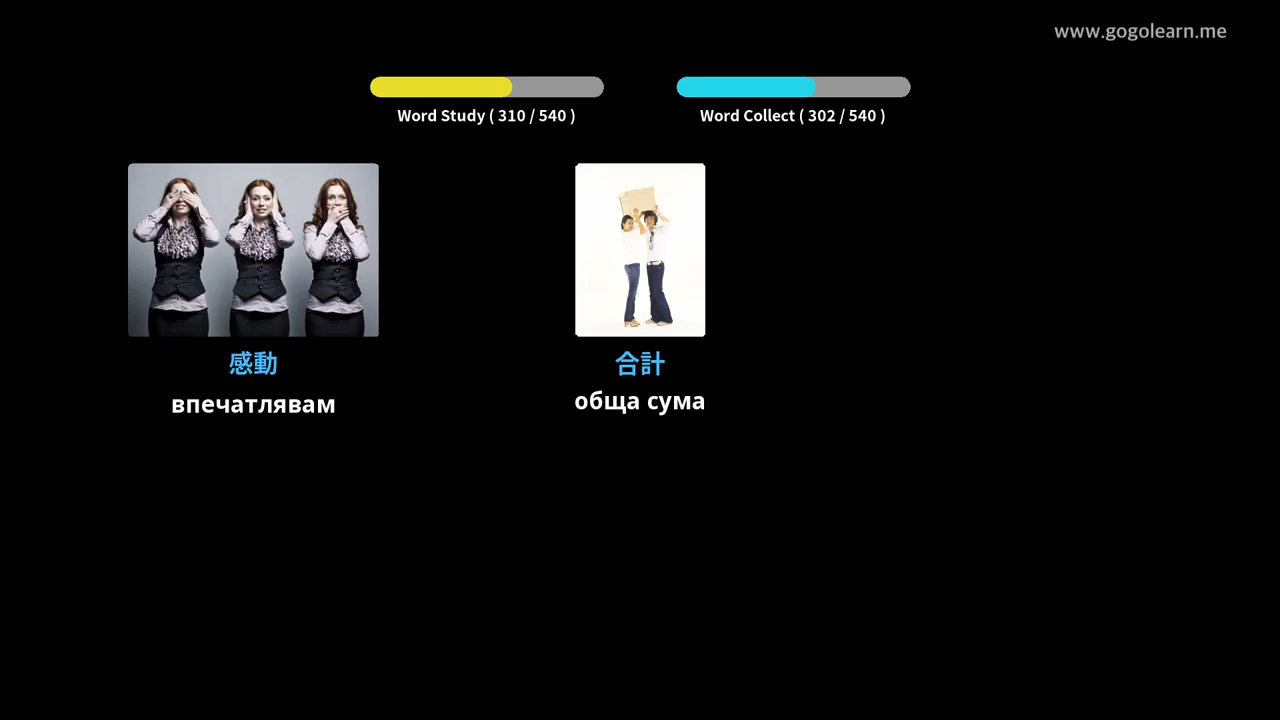 www.gogolearn.me
Word Study ( 310 / 540 )
Word Collect ( 302 / 540 )
感動
впечатлявам
合計
обща сума